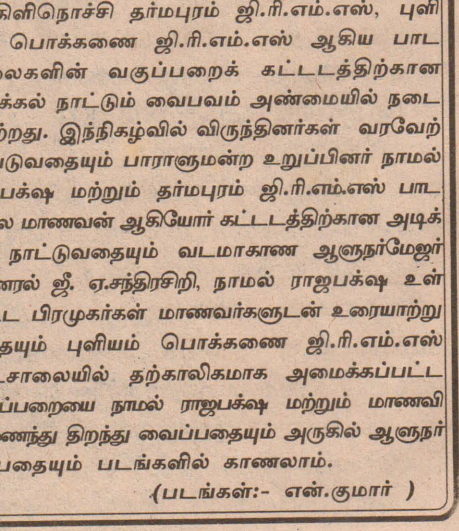 கிளிநொச்சி தர்மபுரம் ஜி.ரி.எம்.எஸ், புளி
பொக்கணை ஜி.ரி.எம்.எஸ் ஆகிய பாட
லைகளின் வகுப்பறைக் கட்டடத்திற்கான
க்கல் நாட்டும் வைபவம் அண்மையில் நடை
ற்றது. இந்நிகழ்வில் விருந்தினர்கள் வரவேற்
படுவதையும் பாராளுமன்ற உறுப்பினர் நாமல்
பக்ஷ மற்றும் தர்மபுரம் ஜி.ரி.எம்.எஸ் பாட
ல மாணவன் ஆகியோர் கட்டடத்திற்கான அடிக்
நாட்டுவதையும் வடமாகாண ஆளுநர்மேஜர்
னரல் ஜீ. ஏ.சந்திரசிறி, நாமல் ராஜபக்ஷ உள்
ட பிரமுகர்கள் மாணவர்களுடன் உரையாற்று
தையும் புளியம் பொக்கணை ஜி.ரி.எம்.எஸ்
டசாலையில் தற்காலிகமாக அமைக்கப்பட்ட
ப்பறையை நாமல் ராஜபக்ஷ மற்றும் மாணவி
ணைந்து திறந்து வைப்பதையும் அருகில் ஆளுநர்
பதையும் படங்களில் காணலாம்.
(படங்கள்:- என்.குமார் )